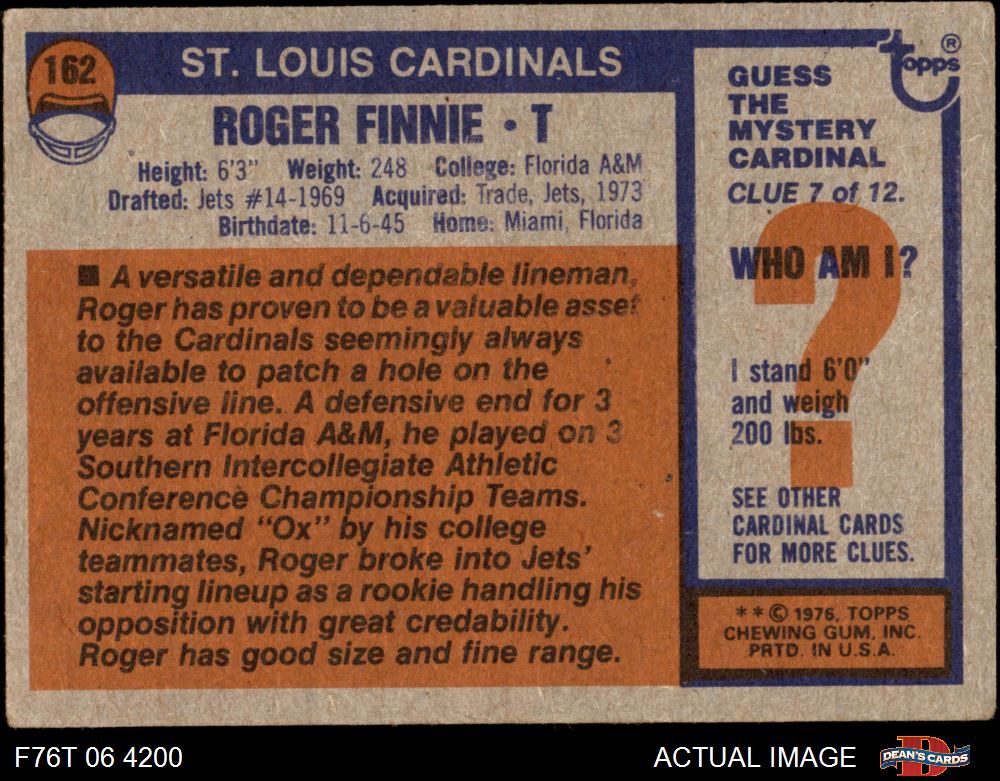 162
ST. LOUIS CARDINALS
ROGER FINNIE • T
Height: 6'3" Weight: 248 College: Florida A&M
Drafted: Jets #14-1969 Acquired: Trade, Jets, 1973
Birthdate: 11-6-45 Home: Miami, Florida
■ A versatile and dependable lineman,
Roger has proven to be a valuable asset
to the Cardinals seemingly always
available to patch a hole on the
offensive line. A defensive end for 3
years at Florida A&M, he played on 3
Southern Intercollegiate Athletic
Conference Championship Teams.
Nicknamed "Ox" by his college
teammates, Roger broke into Jets'
starting lineup as a rookie handling his
opposition with great credability.
Roger has good size and fine range.
topps ®
GUESS
THE
MYSTERY
CARDINAL
CLUE 7 of 12.
WHO AM I?
?
I stand 6'0"
and weigh
200 lbs.
SEE OTHER
CARDINAL CARDS
FOR MORE CLUES.
* * © 1976, TOPPS
CHEWING GUM, INC.
PRTD. IN U.S.A.
F76T 06 4200
ACTUAL IMAGE
D
DEAN'S CARDS